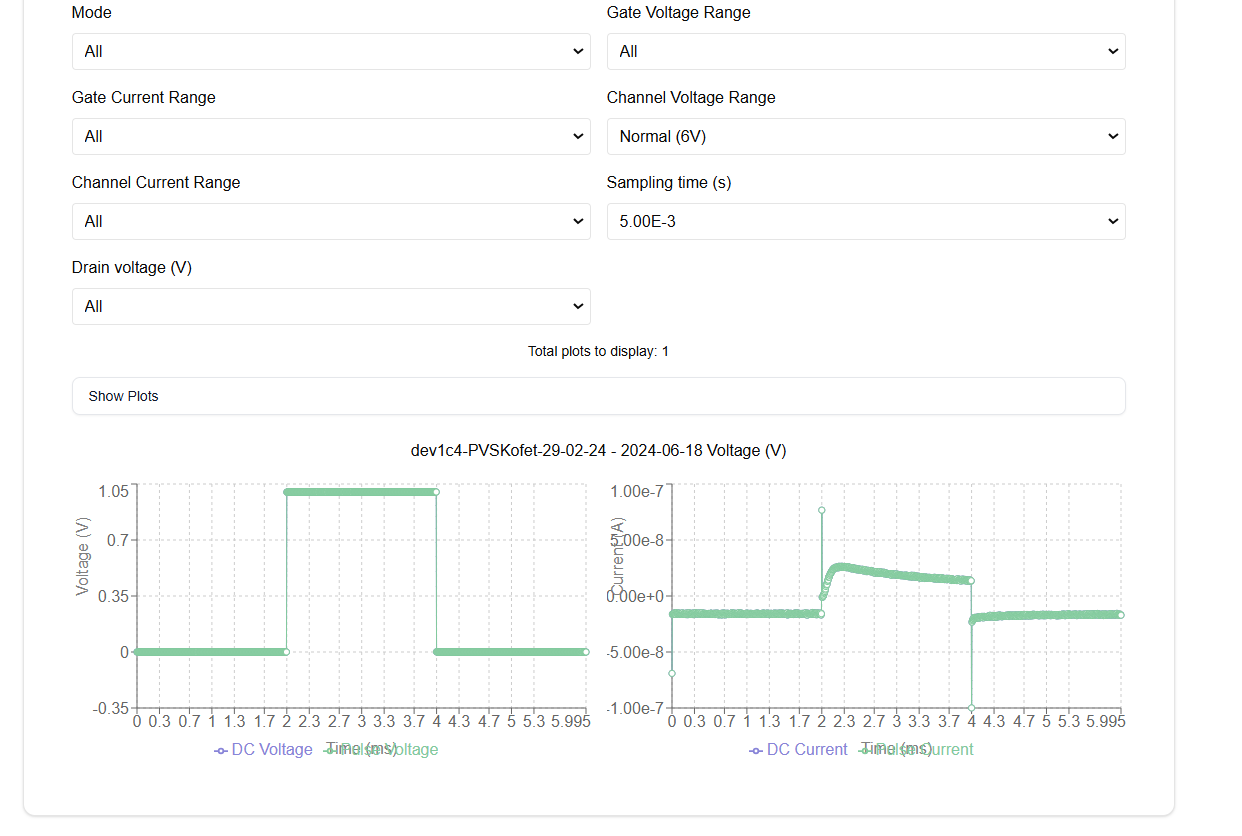 Mode Gate Voltage Range
All All
Gate Current Range Channel Voltage Range
All Normal (6V)
Channel Current Range Sampling time (s)
All 5.00E-3
Drain voltage (V)
All
Total plots to display: 1
Show Plots
dev1c4-PVSKofet-29-02-24 - 2024-06-18 Voltage (V)
Voltage (V)
1.05
0.7
0.35
0
-0.35
0 0.3 0.7 1 1.3 1.7 2 2.3 2.7 3 3.3 3.7 4 4.3 4.7 5 5.3 5.995
Time (ms)
DC Voltage Pulse Voltage
Current (A)
1.00e-7
5.00e-8
0.00e+0
-5.00e-8
-1.00e-7
0 0.3 0.7 1 1.3 1.7 2 2.3 2.7 3 3.3 3.7 4 4.3 4.7 5 5.3 5.995
Time (ms)
DC Current Pulse Current